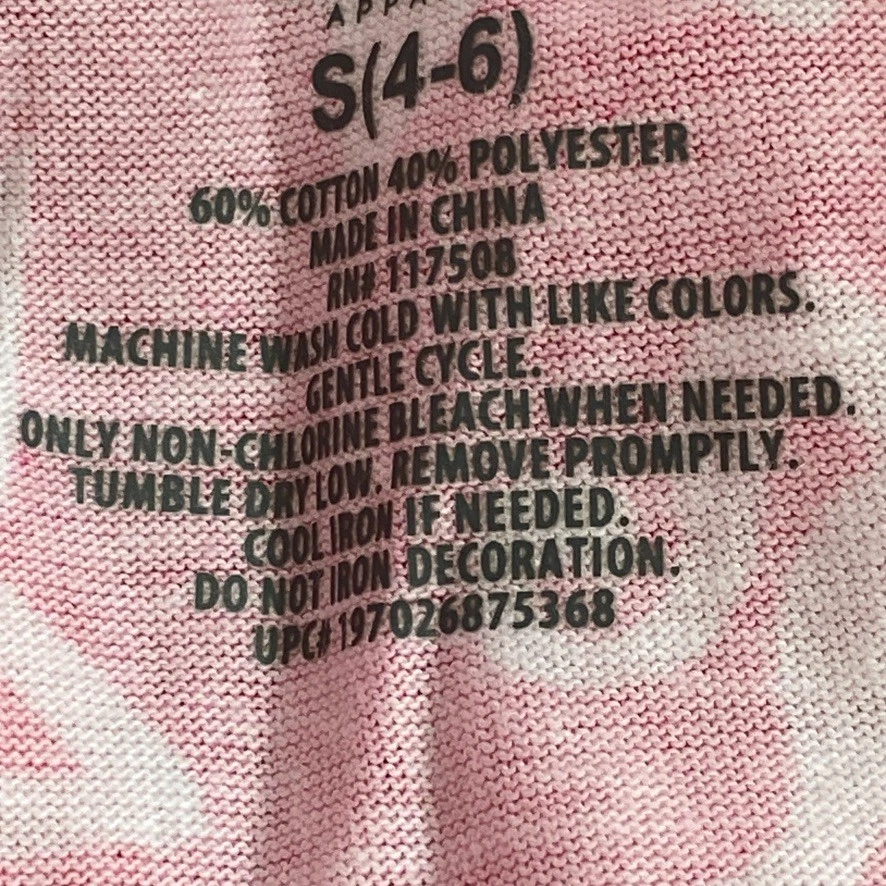 S(4-6)
60% COTTON 40% POLYESTER
MADE IN CHINA
RN# 117508
MACHINE WASH COLD WITH LIKE COLORS.
GENTLE CYCLE.
ONLY NON-CHLORINE BLEACH WHEN NEEDED.
TUMBLE DRY LOW. REMOVE PROMPTLY.
COOL IRON IF NEEDED.
DO NOT IRON DECORATION.
UPC# 197026875368